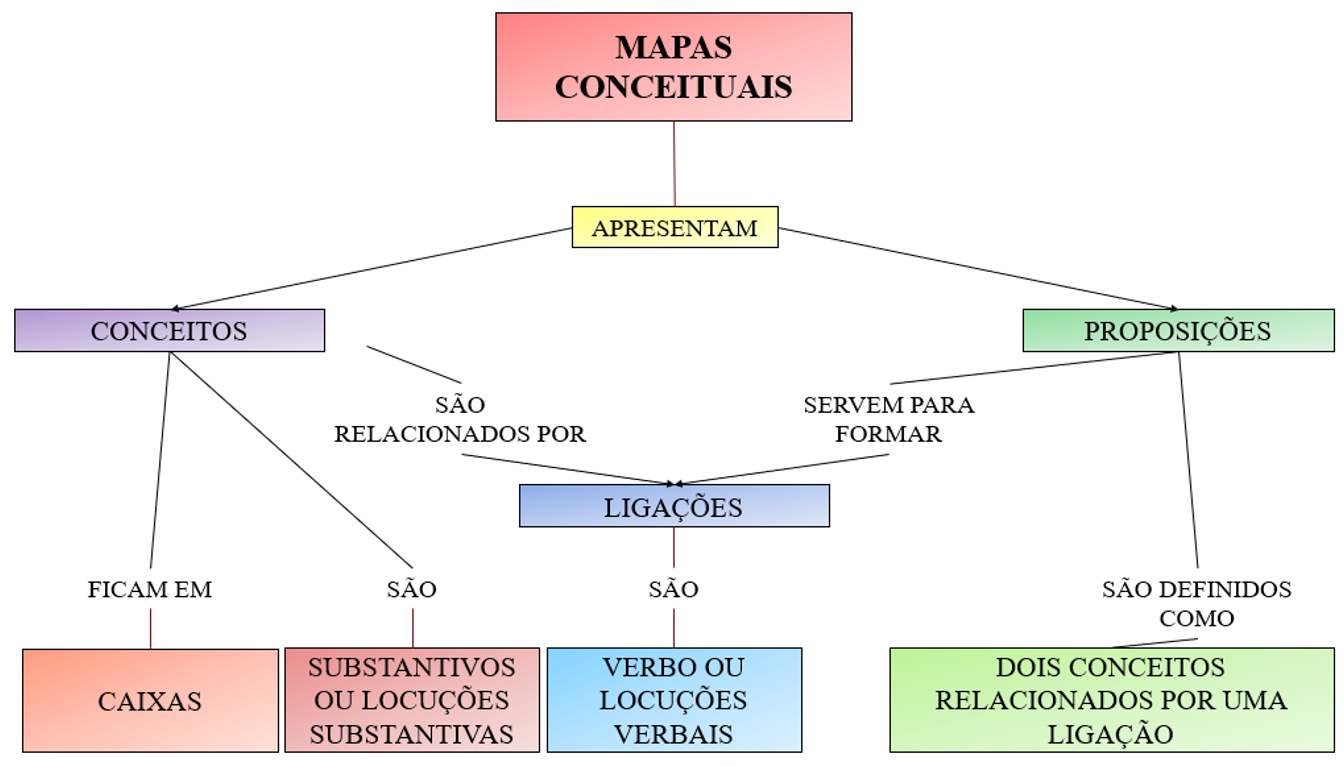 MAPAS
CONCEITUAIS
APRESENTAM
CONCEITOS
PROPOSIÇÕES
SÃO
RELACIONADOS POR
SERVEM PARA
FORMAR
LIGAÇÕES
FICAM EM
SÃO
SÃO
SÃO DEFINIDOS
COMO
CAIXAS
SUBSTANTIVOS
OU LOCUÇÕES
SUBSTANTIVAS
VERBO OU
LOCUÇÕES
VERBAIS
DOIS CONCEITOS
RELACIONADOS POR UMA
LIGAÇÃO